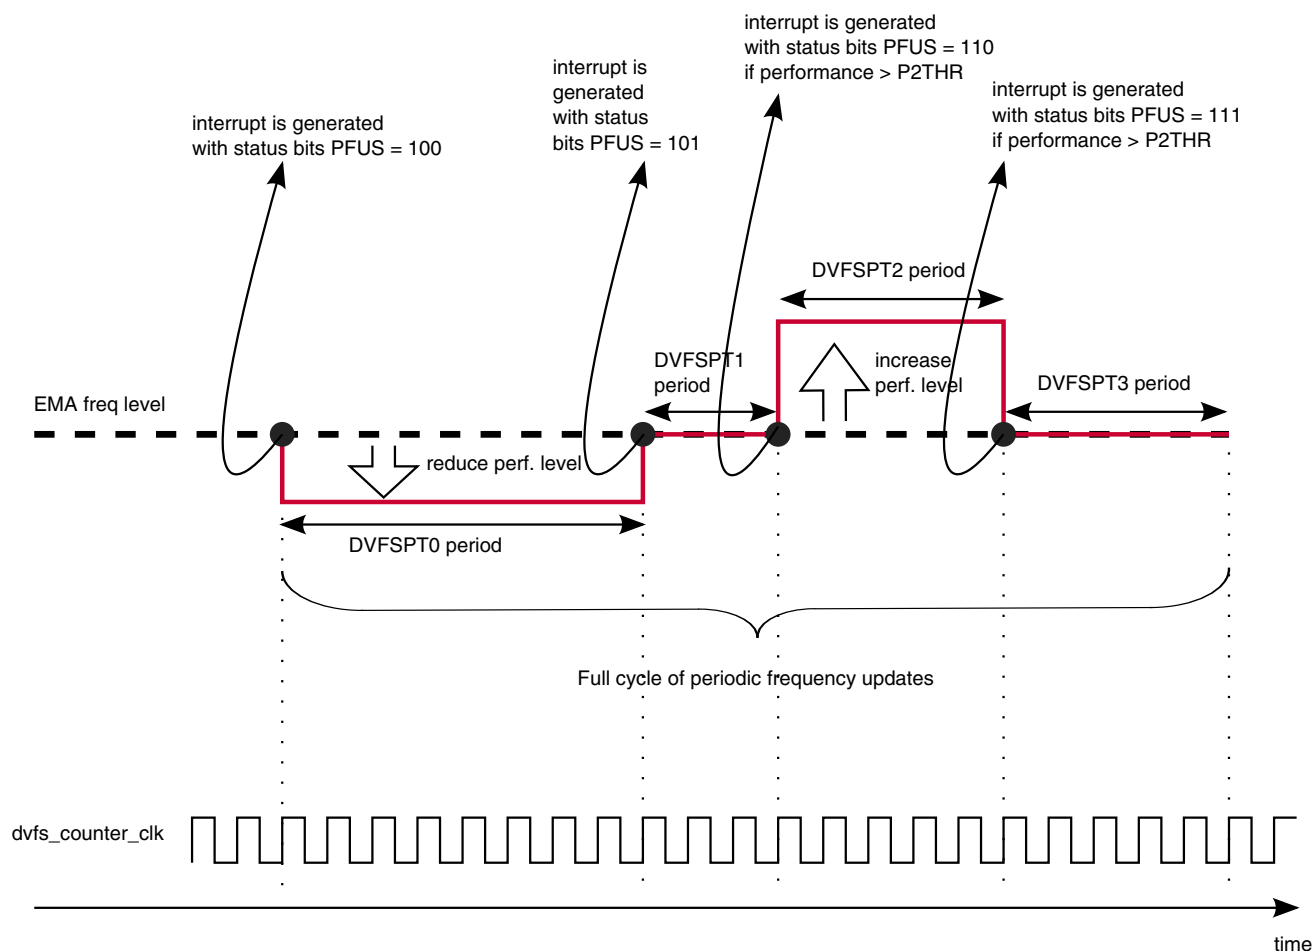 interrupt is generated
with status bits PFUS = 110
if performance > P2THR
interrupt is
generated
with status
bits PFUS = 101
interrupt is generated
with status bits PFUS = 111
if performance > P2THR
interrupt is generated
with status bits PFUS = 100
DVFSPT2 period
DVFSPT1
period
increase
perf. level
DVFSPT3 period
EMA freq level
reduce perf. level
DVFSPT0 period
Full cycle of periodic frequency updates
dvfs_counter_clk
time